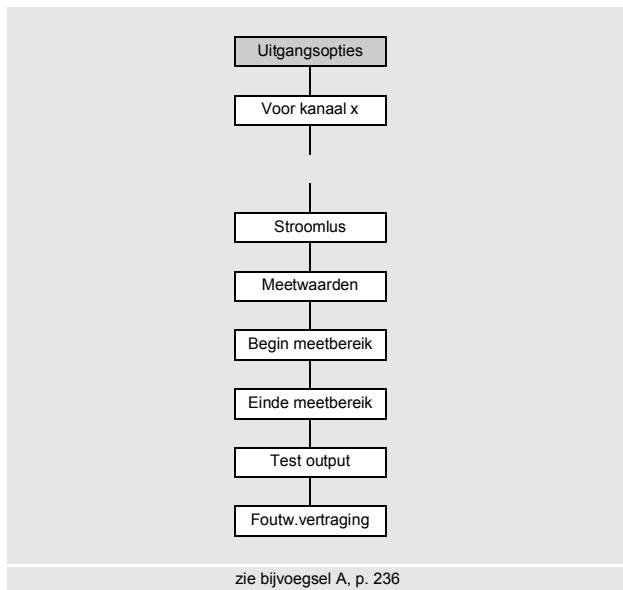 Uitgangsopties
Voor kanaal x
Stroomlus
Meetwaarden
Begin meetbereik
Einde meetbereik
Test output
Foutw.vertraging
zie bijvoegsel A, p. 236